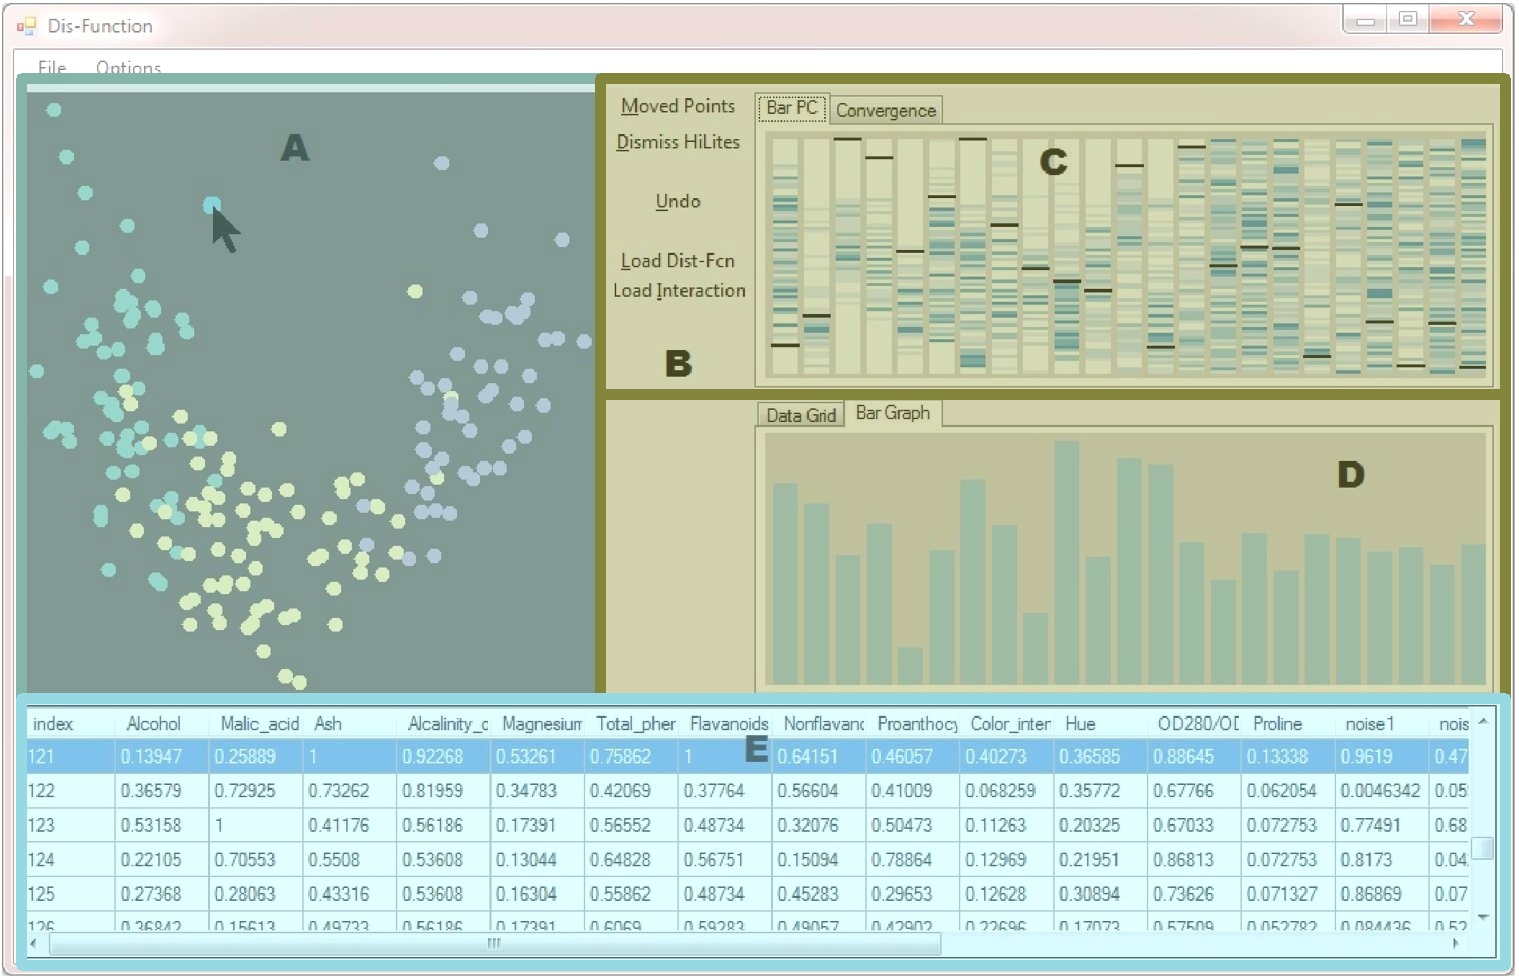 Dis-Function
File Options
A
Moved Points
Dismiss HiLites
Undo
Load Dist-Fcn
Load Interaction
B
Bar PC Convergence
C
Data Grid Bar Graph
D
E
index Alcohol Malic_acid Ash Alcalinity_c Magnesium Total_pher Flavanoids Nonflavanc Proanthocy Color_inter Hue OD280/OD Proline noise1 nois
121 0.13947 0.25889 1 0.92268 0.53261 0.75862 1 0.64151 0.46057 0.40273 0.36585 0.88645 0.13338 0.9619 0.47
122 0.36579 0.72925 0.73262 0.81959 0.34783 0.42069 0.37764 0.56604 0.41009 0.068259 0.35772 0.67766 0.062054 0.0046342 0.05
123 0.53158 1 0.41176 0.56186 0.17391 0.56552 0.48734 0.32076 0.50473 0.11263 0.20325 0.67033 0.072753 0.77491 0.68
124 0.22105 0.70553 0.5508 0.53608 0.13044 0.64828 0.56751 0.15094 0.78864 0.12969 0.21951 0.86813 0.072753 0.8173 0.04
125 0.27368 0.28063 0.43316 0.53608 0.16304 0.55862 0.48734 0.45283 0.29653 0.12628 0.30894 0.73626 0.071327 0.86869 0.07
126 0.36842 0.15613 0.49733 0.56186 0.17391 0.6069 0.59283 0.49057 0.42902 0.22696 0.17073 0.57509 0.052782 0.084436 0.52